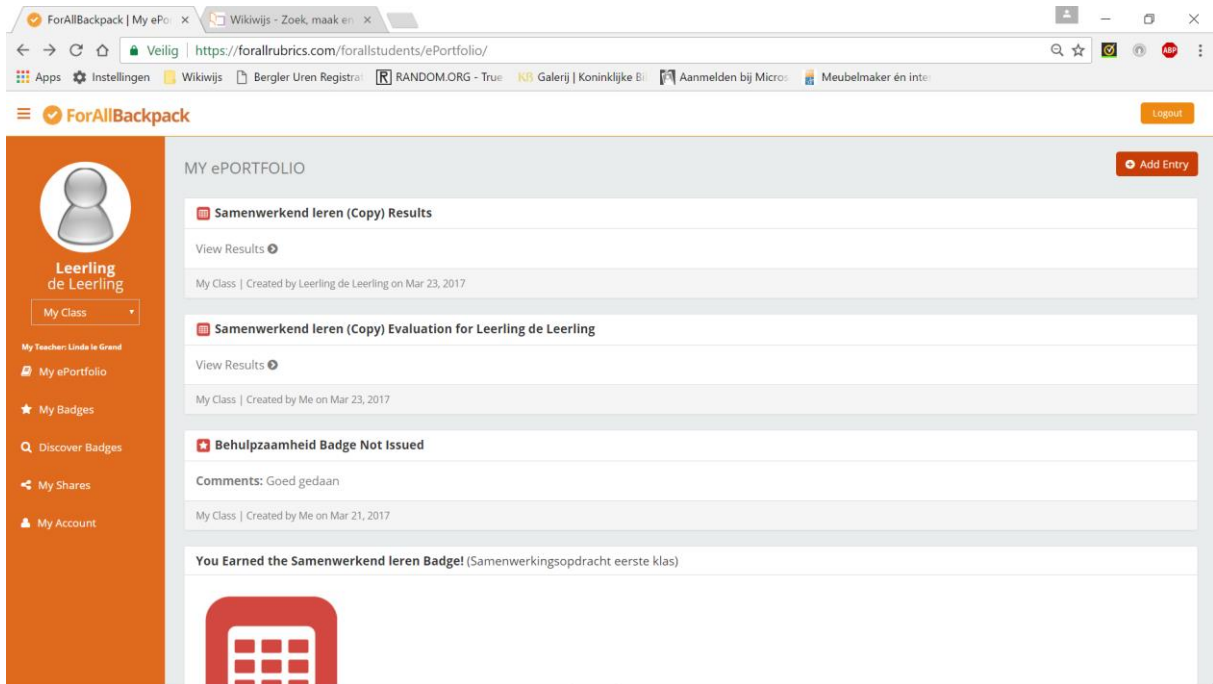 ForAllBackpack | My ePo
Wikiwijs - Zoek, maak en
Veilig | https://forallrubrics.com/forallstudents/ePortfolio/
Apps Instellingen Wikiwijs Bergler Uren Registrat RANDOM.ORG - True KB Galerij | Koninklijke Bi Aanmelden bij Micros Meubelmaker én inte
ForAllBackpack
Logout
Leerling
de Leerling
My Class
My Teacher: Linda le Grand
My ePortfolio
My Badges
Discover Badges
My Shares
My Account
MY ePORTFOLIO
Add Entry
Samenwerkend leren (Copy) Results
View Results
My Class | Created by Leerling de Leerling on Mar 23, 2017
Samenwerkend leren (Copy) Evaluation for Leerling de Leerling
View Results
My Class | Created by Me on Mar 23, 2017
Behulpzaamheid Badge Not Issued
Comments: Goed gedaan
My Class | Created by Me on Mar 21, 2017
You Earned the Samenwerkend leren Badge! (Samenwerkingsopdracht eerste klas)